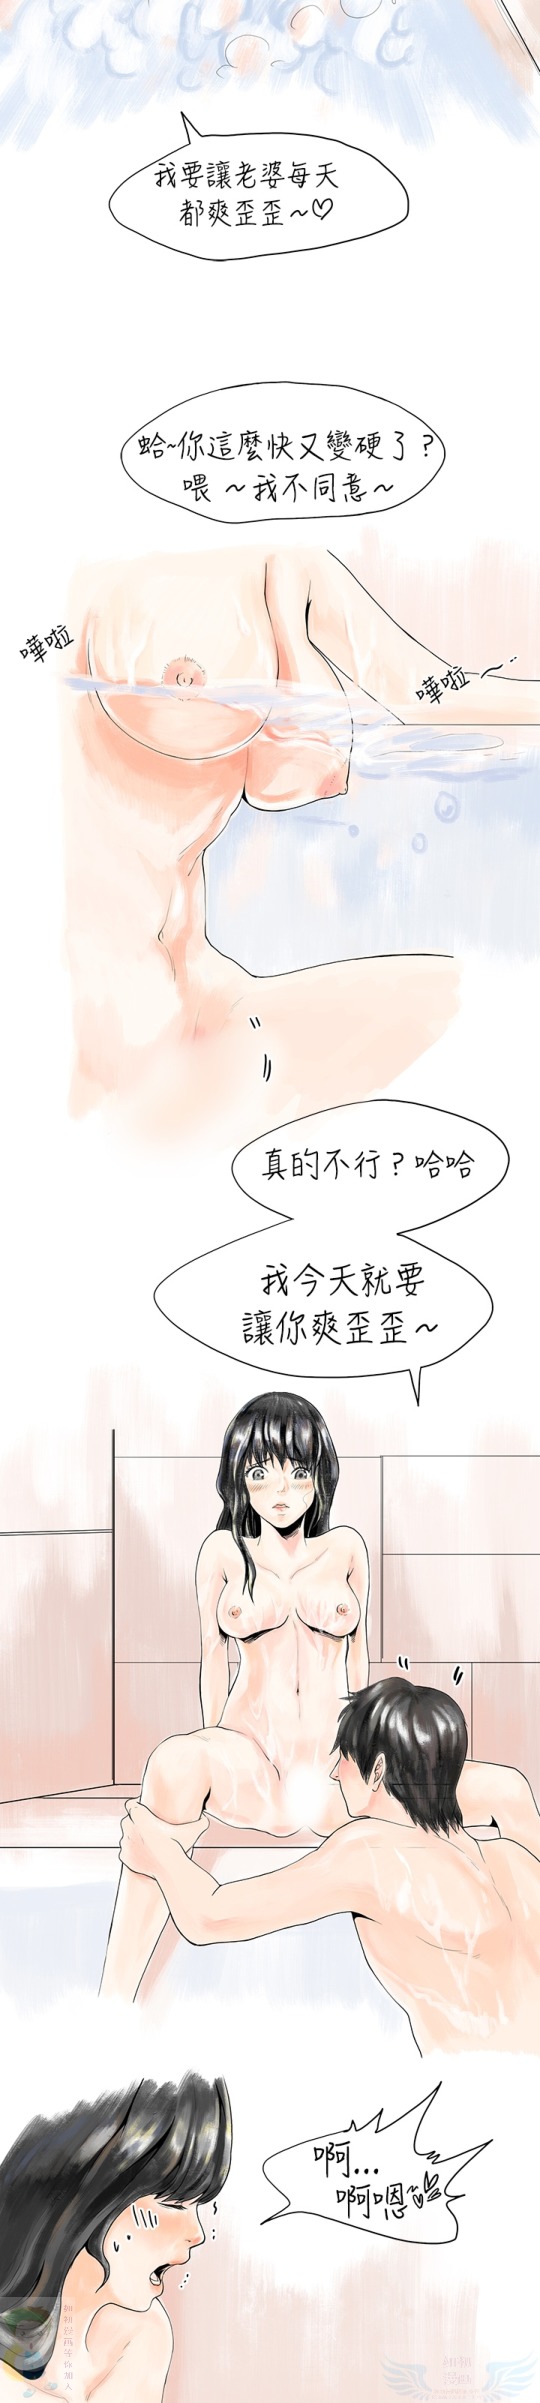 我要讓老婆每天
都爽歪歪~♡
蛤~你這麼快又變硬了?
喂~我不同意~
嘩啦
嘩啦~…
真的不行?哈哈
我今天就要
讓你爽歪歪~
啊...
啊嗯~